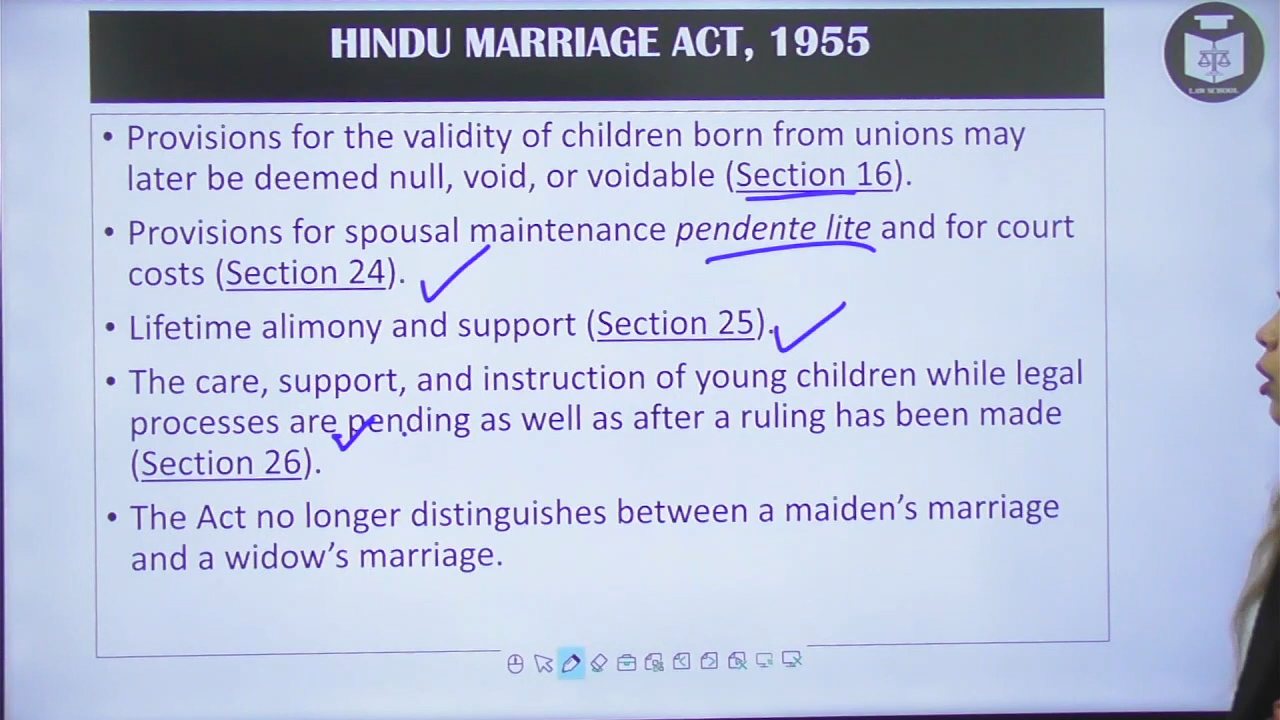 HINDU MARRIAGE ACT, 1955
LAW SCHOOL
• Provisions for the validity of children born from unions may
later be deemed null, void, or voidable (Section 16).
• Provisions for spousal maintenance pendente lite and for court
costs (Section 24).
• Lifetime alimony and support (Section 25).
• The care, support, and instruction of young children while legal
processes are pending as well as after a ruling has been made
(Section 26).
• The Act no longer distinguishes between a maiden’s marriage
and a widow’s marriage.